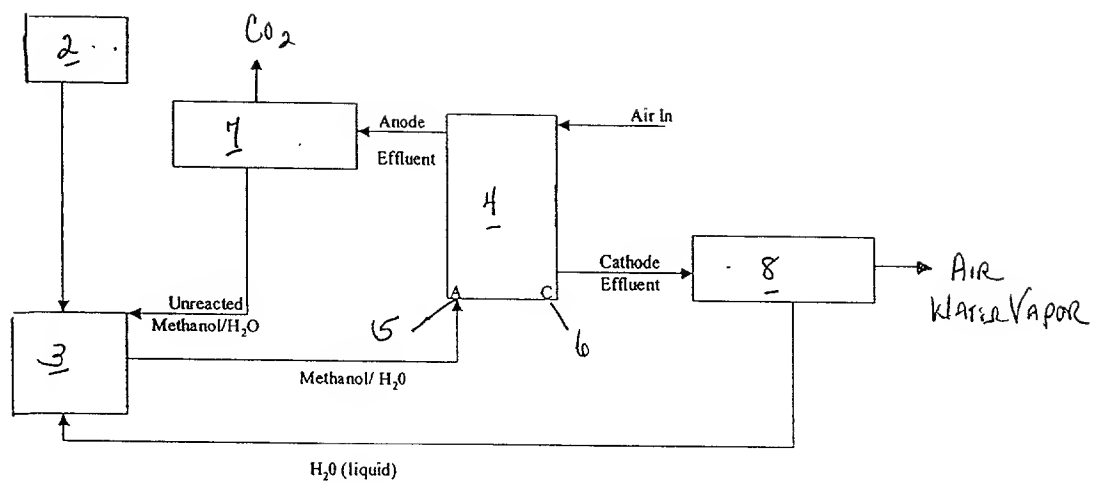 CO₂
2
7
Anode
Effluent
Air In
4
Cathode
Effluent
8
AIR
WATER VAPOR
Unreacted
Methanol/H₂O
A
C
5
6
3
Methanol/ H₂0
H₂0 (liquid)